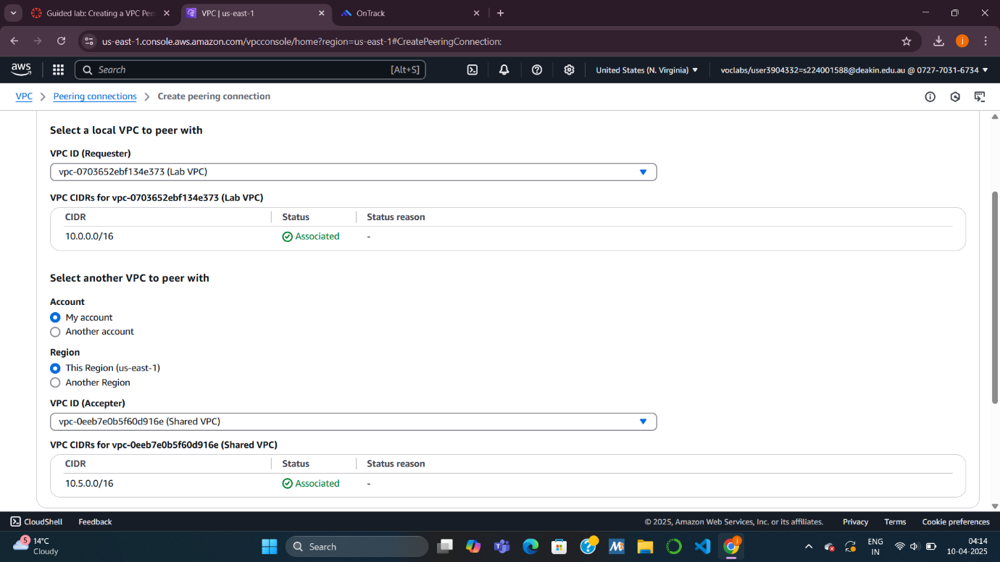 Guided lab: Creating a VPC Pee
VPC | us-east-1
OnTrack
us-east-1.console.aws.amazon.com/vpcconsole/home?region=us-east-1#CreatePeeringConnection:
j
aws
Search
[Alt+S]
United States (N. Virginia)
voclabs/user3904332=s224001588@deakin.edu.au @ 0727-7031-6734
VPC
Peering connections
Create peering connection
Select a local VPC to peer with
VPC ID (Requester)
vpc-0703652ebf134e373 (Lab VPC)
VPC CIDRs for vpc-0703652ebf134e373 (Lab VPC)
CIDR Status Status reason
10.0.0.0/16 Associated -
Select another VPC to peer with
Account
My account
Another account
Region
This Region (us-east-1)
Another Region
VPC ID (Accepter)
vpc-0eeb7e0b5f60d916e (Shared VPC)
VPC CIDRs for vpc-0eeb7e0b5f60d916e (Shared VPC)
CIDR Status Status reason
10.5.0.0/16 Associated -
CloudShell
Feedback
© 2025, Amazon Web Services, Inc. or its affiliates.
Privacy
Terms
Cookie preferences
5
14°C
Cloudy
Search
ENG
IN
04:14
10-04-2025